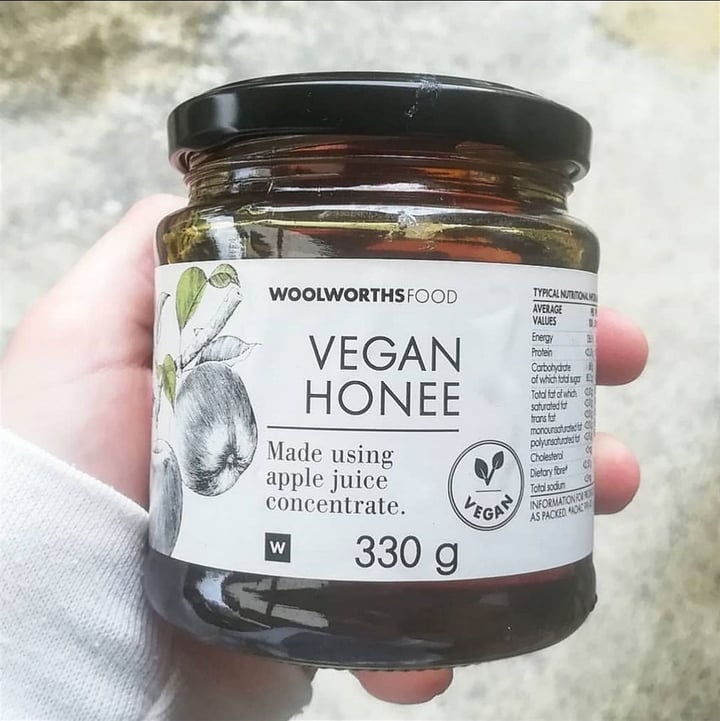 WOOLWORTHSFOOD
VEGAN
HONEE
Made using
apple juice
concentrate.
VEGAN
W
330 g
TYPICAL NUTRITIONAL
AVERAGE
VALUES
Energy
Protein
Carbohydrate
of which total sugar
Total fat of which
saturated fat
trans fat
monounsaturated fat
polyunsaturated fat
Cholesterol
Dietary fibre#
Total sodium
INFORMATION FOR
AS PACKED.